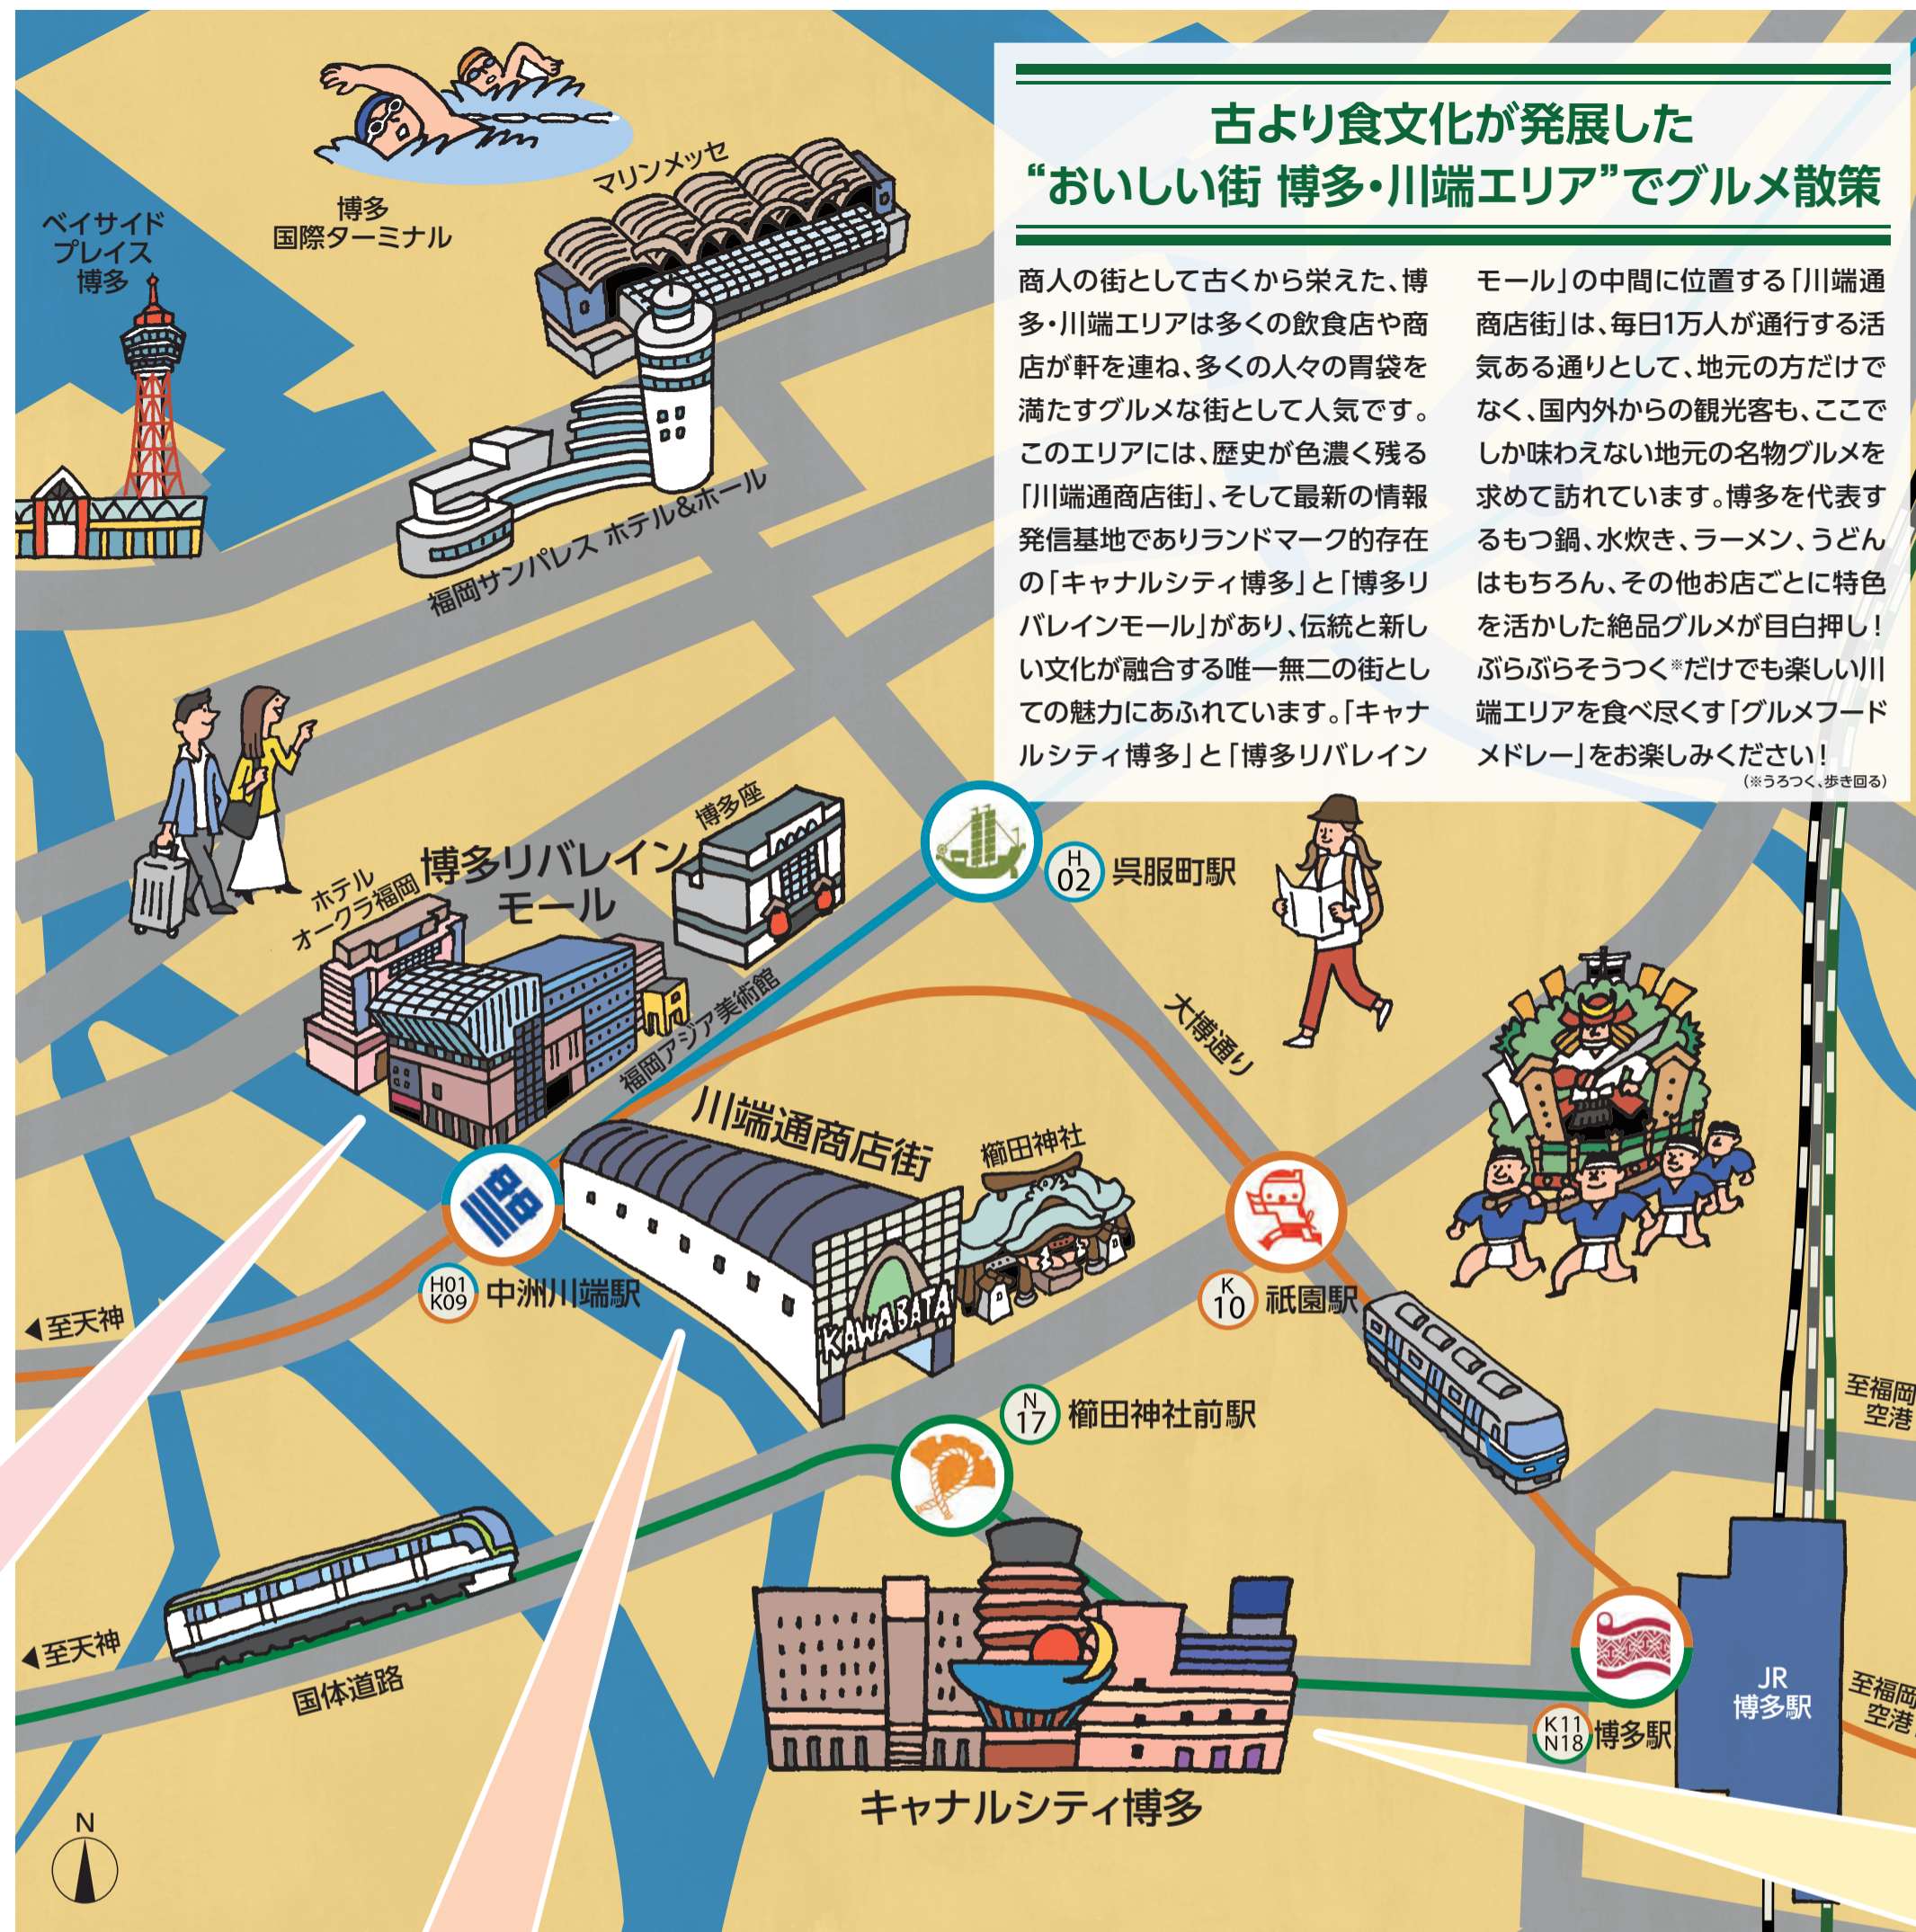 古より食文化が発展した
“おいしい街 博多・川端エリア”でグルメ散策
商人の街として古くから栄えた、博
多・川端エリアは多くの飲食店や商
店が軒を連ね、多くの人々の胃袋を
満たすグルメな街として人気です。
このエリアには、歴史が色濃く残る
「川端通商店街」、そして最新の情報
発信基地でありランドマーク的存在
の「キャナルシティ博多」と「博多リ
バレインモール」があり、伝統と新し
い文化が融合する唯一無二の街とし
ての魅力にあふれています。「キャナ
ルシティ博多」と「博多リバレイン
モール」の中間に位置する「川端通
商店街」は、毎日1万人が通行する活
気ある通りとして、地元の方だけで
なく、国内外からの観光客も、ここで
しか味わえない地元の名物グルメを
求めて訪れています。博多を代表す
るもつ鍋、水炊き、ラーメン、うどん
はもちろん、その他お店ごとに特色
を活かした絶品グルメが目白押し!
ぶらぶらそうつく※だけでも楽しい川
端エリアを食べ尽くす「グルメフード
メドレー」をお楽しみください!
(※うろつく、歩き回る)
マリンメッセ
博多
国際ターミナル
ベイサイド
プレイス
博多
福岡サンパレス ホテル&ホール
博多座
博多リバレイン
モール
ホテル
オークラ福岡
H
02
呉服町駅
福岡アジア美術館
大博通り
川端通商店街
櫛田神社
KAWABATA
H01
K09
中洲川端駅
K
10
祇園駅
◀至天神
N
17
櫛田神社前駅
至福岡
空港
◀至天神
国体道路
JR
博多駅
至福岡
空港
K11
N18
博多駅
キャナルシティ博多
N